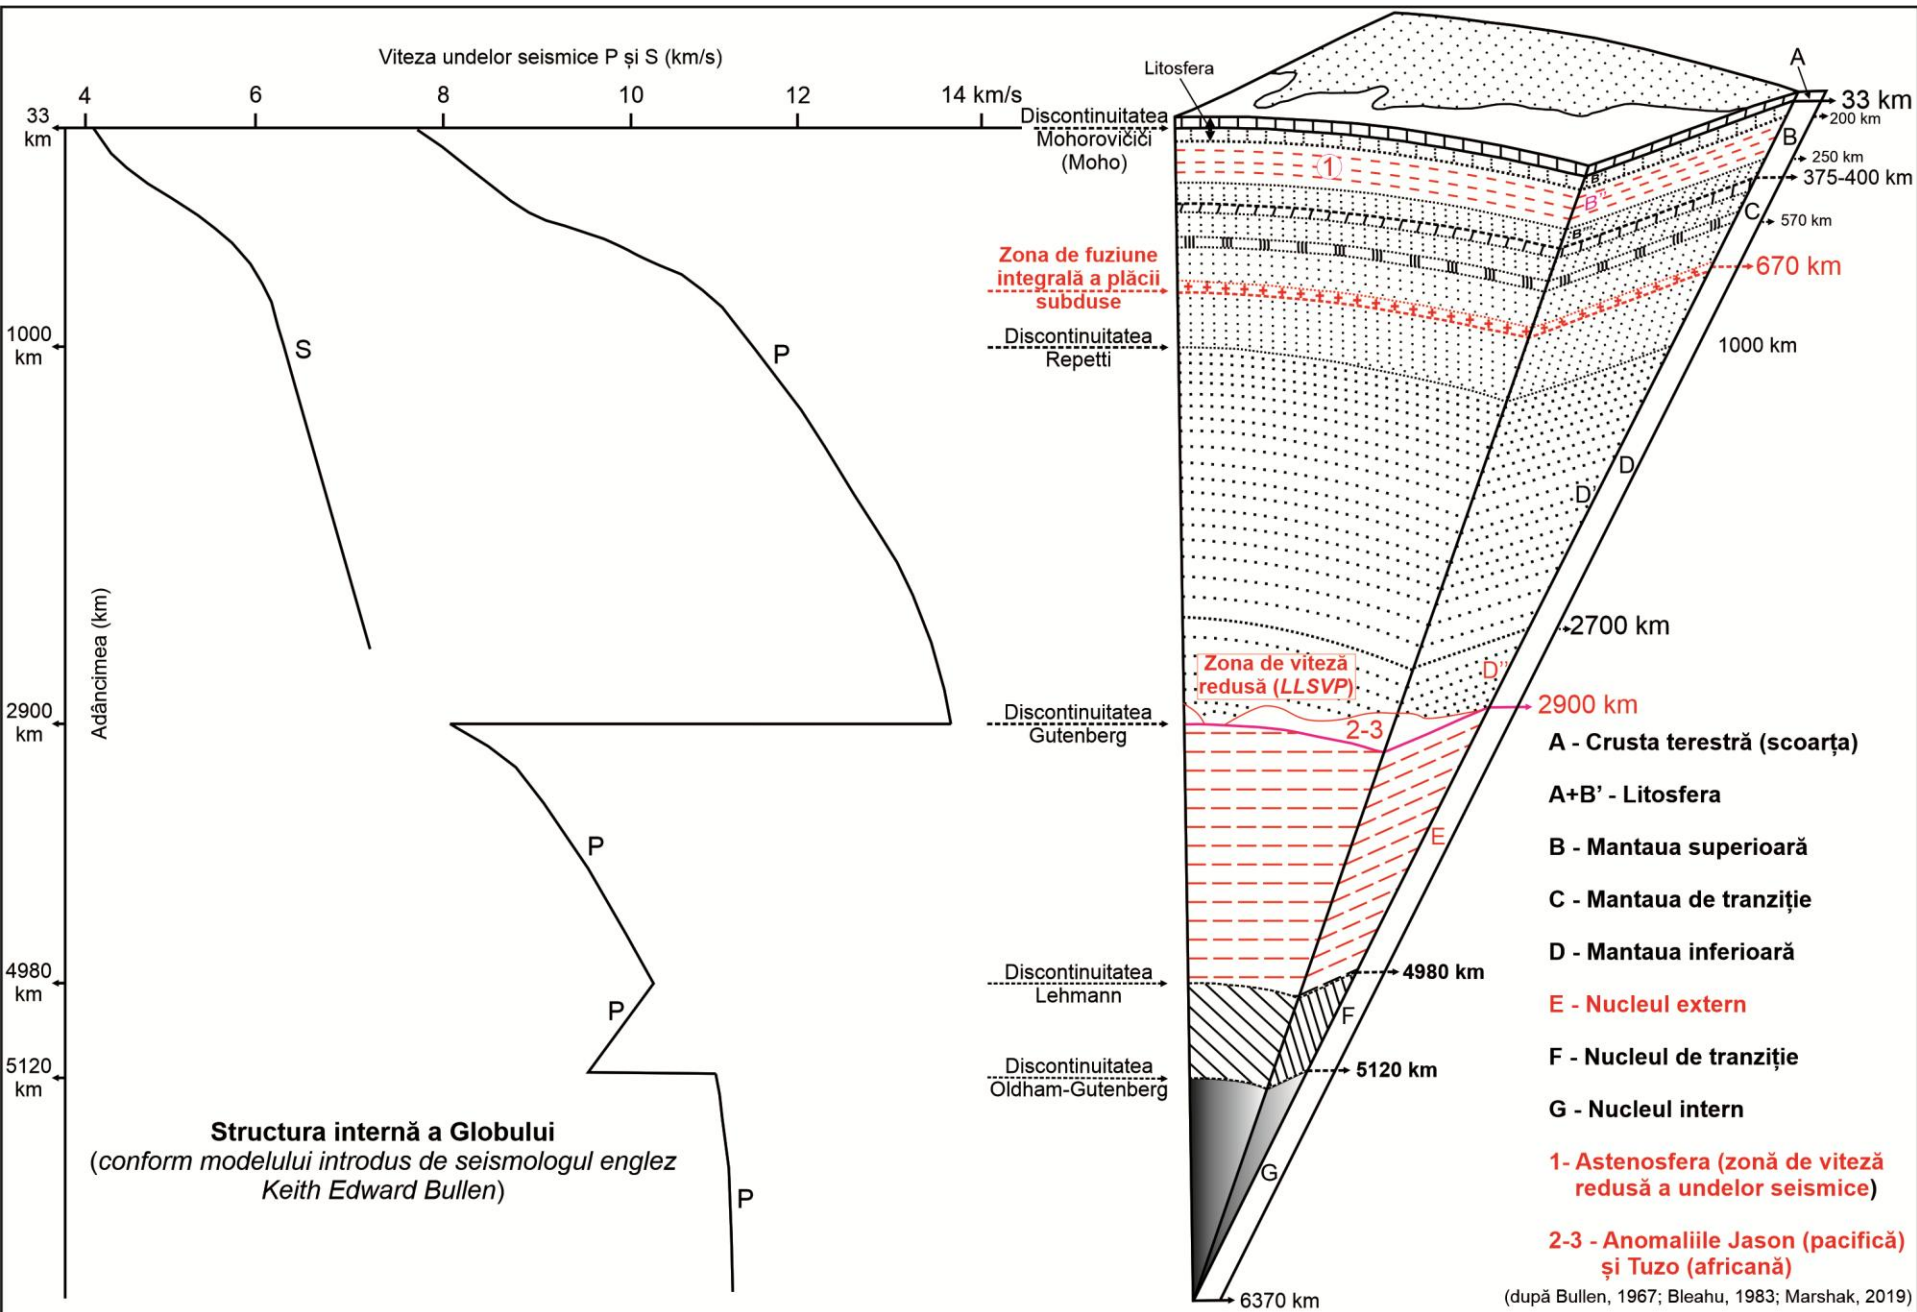 Viteza undelor seismice P și S (km/s)
4
6
8
10
12
14 km/s
33
km
1000
km
2900
km
4980
km
5120
km
Adâncimea (km)
S
P
P
P
P
Structura internă a Globului
(conform modelului introdus de seismologul englez
Keith Edward Bullen)
Litosfera
Discontinuitatea
Mohorovičici
(Moho)
Zona de fuziune
integrală a plăcii
subduse
Discontinuitatea
Repetti
Discontinuitatea
Gutenberg
Discontinuitatea
Lehmann
Discontinuitatea
Oldham-Gutenberg
1
Zona de viteză
redusă (LLSVP)
2-3
B''
A
B
C
D
D'
D''
E
F
G
33 km
200 km
250 km
375-400 km
570 km
670 km
1000 km
2700 km
2900 km
4980 km
5120 km
6370 km
A - Crusta terestră (scoarța)
A+B’ - Litosfera
B - Mantaua superioară
C - Mantaua de tranziție
D - Mantaua inferioară
E - Nucleul extern
F - Nucleul de tranziție
G - Nucleul intern
1- Astenosfera (zonă de viteză
redusă a undelor seismice)
2-3 - Anomaliile Jason (pacifică)
și Tuzo (africană)
(după Bullen, 1967; Bleahu, 1983; Marshak, 2019)